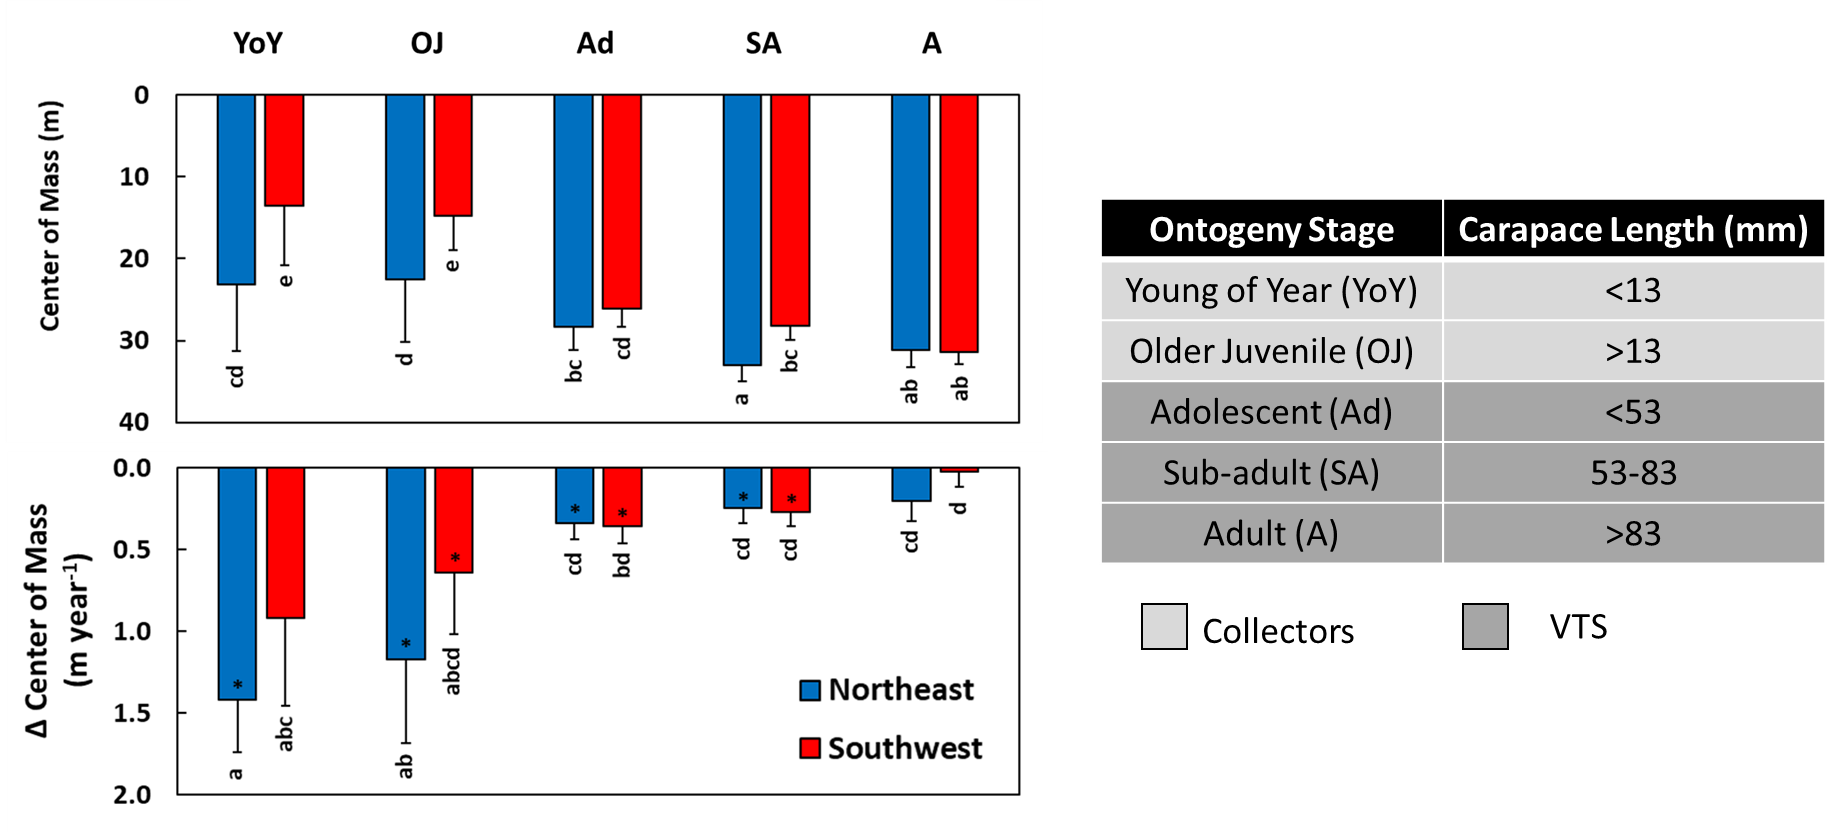 YoY OJ Ad SA A
Center of Mass (m)
0
10
20
30
40
cd e d e bc cd a bc ab ab
Δ Center of Mass
(m year-1)
0.0
0.5
1.0
1.5
2.0
* * * * * * *
a abc ab abcd cd bd cd cd cd d
Northeast
Southwest
Ontogeny Stage Carapace Length (mm)
Young of Year (YoY) <13
Older Juvenile (OJ) >13
Adolescent (Ad) <53
Sub-adult (SA) 53-83
Adult (A) >83
Collectors VTS